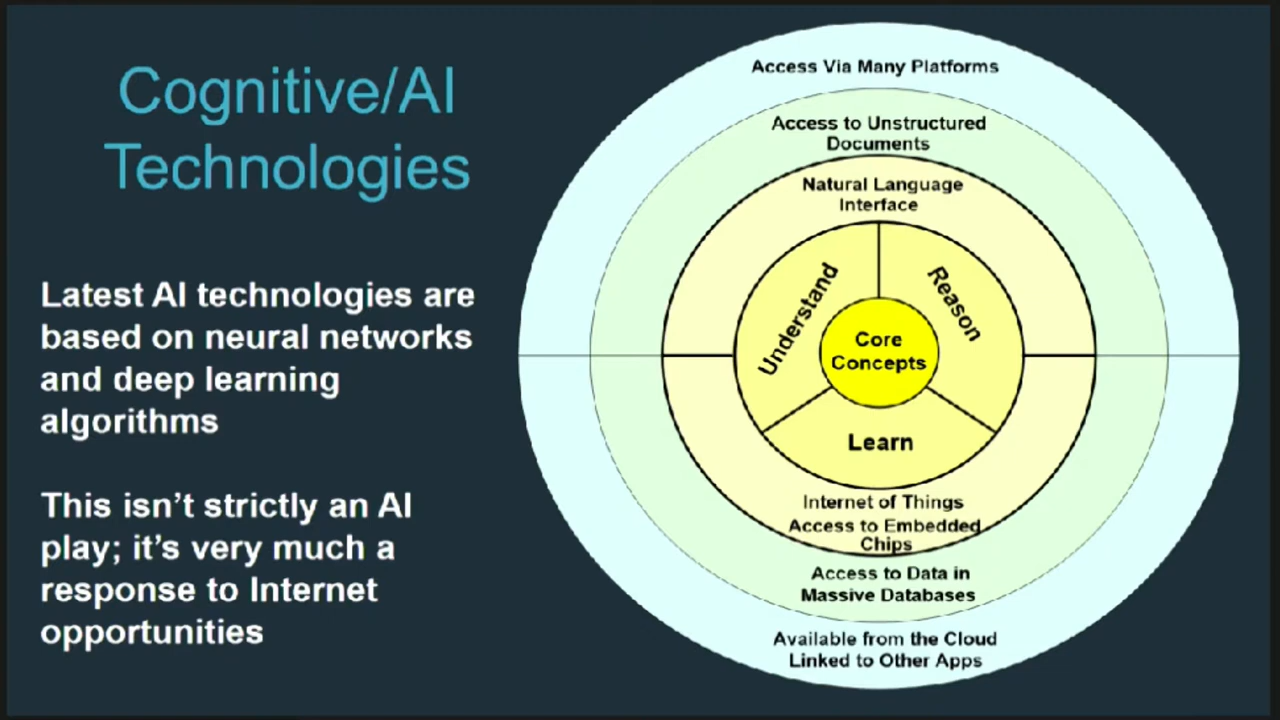 Cognitive/AI
Technologies
Latest AI technologies are
based on neural networks
and deep learning
algorithms
This isn’t strictly an AI
play; it’s very much a
response to Internet
opportunities
Access Via Many Platforms
Access to Unstructured
Documents
Natural Language
Interface
Understand
Reason
Core
Concepts
Learn
Internet of Things
Access to Embedded
Chips
Access to Data in
Massive Databases
Available from the Cloud
Linked to Other Apps